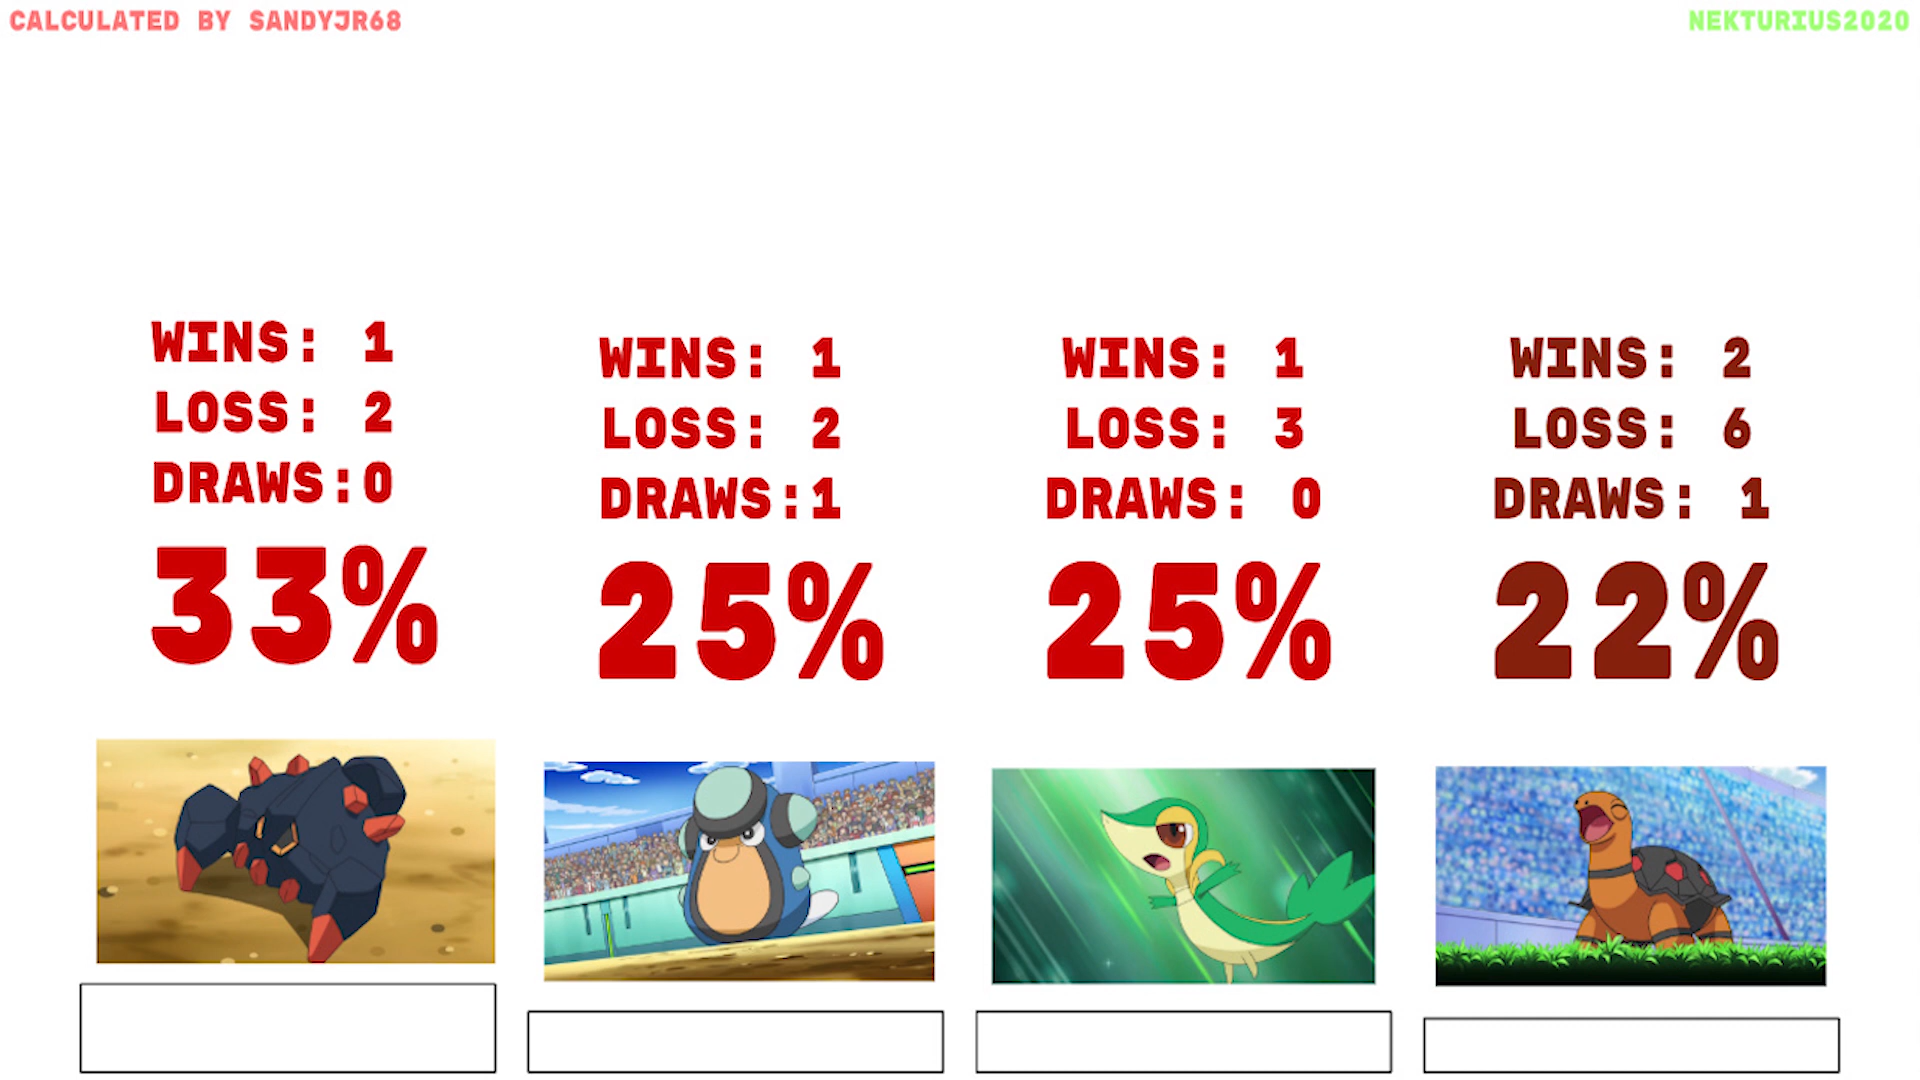 CALCULATED BY SANDYJR68
NEKTURIUS2020
WINS: 1
LOSS: 2
DRAWS:0
33%
WINS: 1
LOSS: 2
DRAWS:1
25%
WINS: 1
LOSS: 3
DRAWS: 0
25%
WINS: 2
LOSS: 6
DRAWS: 1
22%